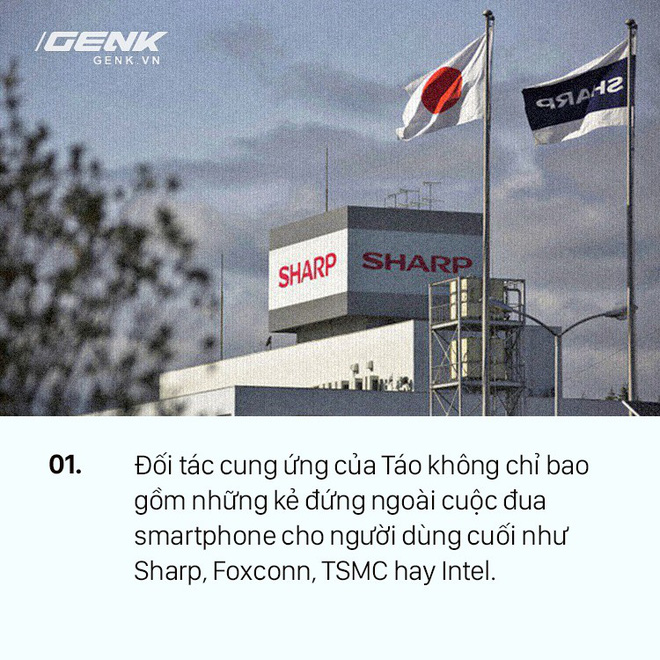 GENK
GENK.VN
SHARP
SHARP
SHARP
01.
Đối tác cung ứng của Táo không chỉ bao
gồm những kẻ đứng ngoài cuộc đua
smartphone cho người dùng cuối như
Sharp, Foxconn, TSMC hay Intel.